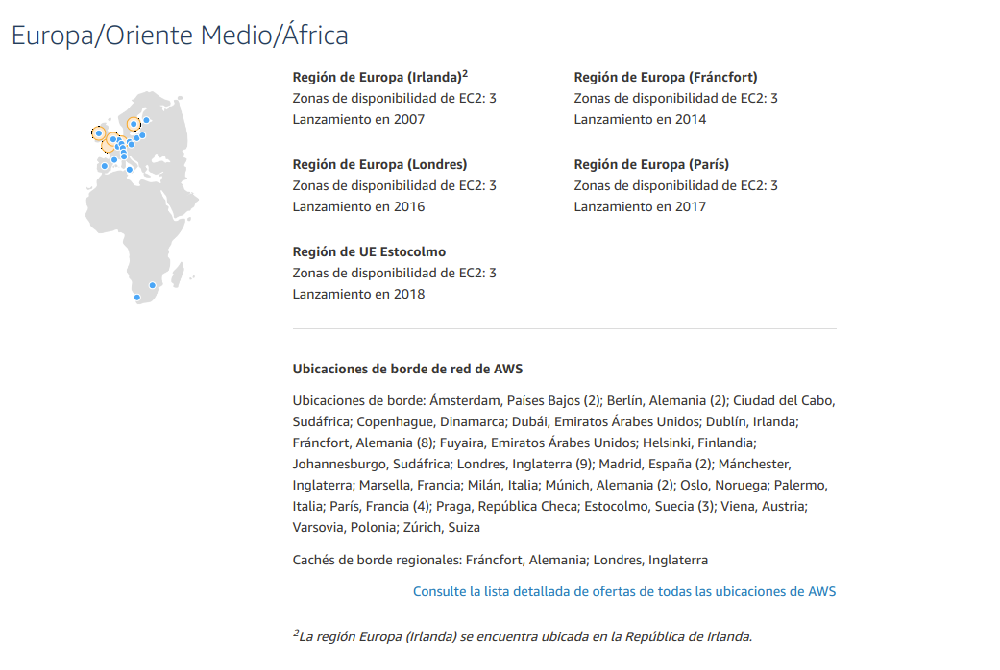 Europa/Oriente Medio/África
Región de Europa (Irlanda)²
Zonas de disponibilidad de EC2: 3
Lanzamiento en 2007
Región de Europa (Fráncfort)
Zonas de disponibilidad de EC2: 3
Lanzamiento en 2014
Región de Europa (Londres)
Zonas de disponibilidad de EC2: 3
Lanzamiento en 2016
Región de Europa (París)
Zonas de disponibilidad de EC2: 3
Lanzamiento en 2017
Región de UE Estocolmo
Zonas de disponibilidad de EC2: 3
Lanzamiento en 2018
Ubicaciones de borde de red de AWS
Ubicaciones de borde: Ámsterdam, Países Bajos (2); Berlín, Alemania (2); Ciudad del Cabo,
Sudáfrica; Copenhague, Dinamarca; Dubái, Emiratos Árabes Unidos; Dublín, Irlanda;
Fráncfort, Alemania (8); Fuyaira, Emiratos Árabes Unidos; Helsinki, Finlandia;
Johannesburgo, Sudáfrica; Londres, Inglaterra (9); Madrid, España (2); Mánchester,
Inglaterra; Marsella, Francia; Milán, Italia; Múnich, Alemania (2); Oslo, Noruega; Palermo,
Italia; París, Francia (4); Praga, República Checa; Estocolmo, Suecia (3); Viena, Austria;
Varsovia, Polonia; Zúrich, Suiza
Cachés de borde regionales: Fráncfort, Alemania; Londres, Inglaterra
Consulte la lista detallada de ofertas de todas las ubicaciones de AWS
²La región Europa (Irlanda) se encuentra ubicada en la República de Irlanda.